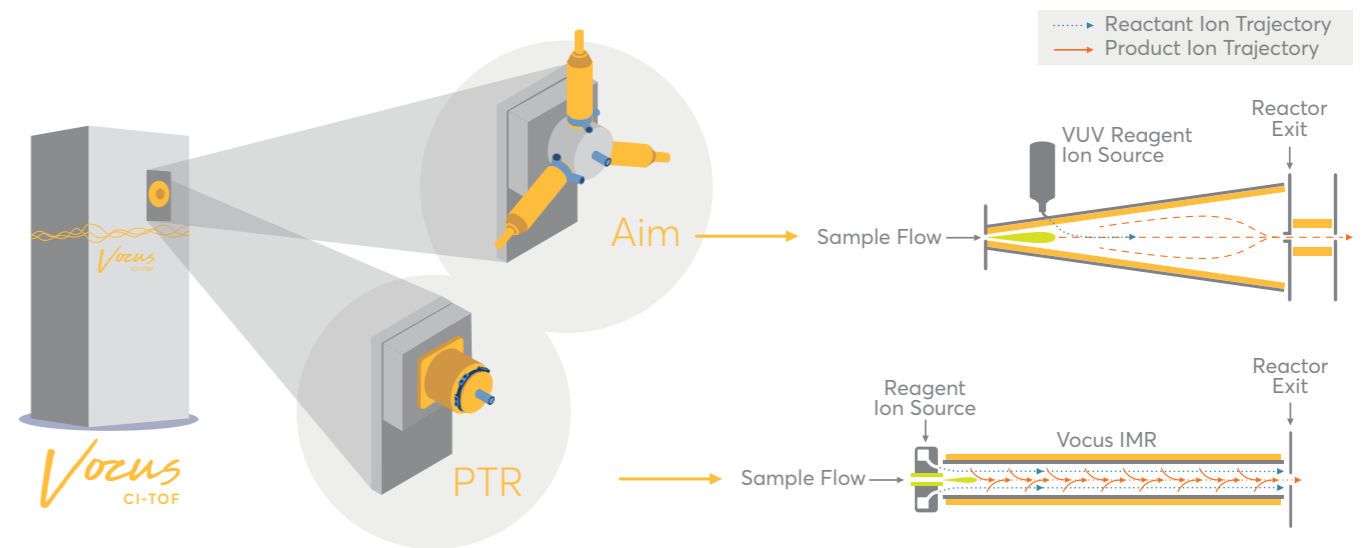 Reactant Ion Trajectory
Product Ion Trajectory
Reactor
Exit
VUV Reagent
Ion Source
Aim
Sample Flow
Vocus
CI-TOF
Reactor
Exit
Reagent
Ion Source
Vocus IMR
Sample Flow
PTR
Vocus
CI-TOF